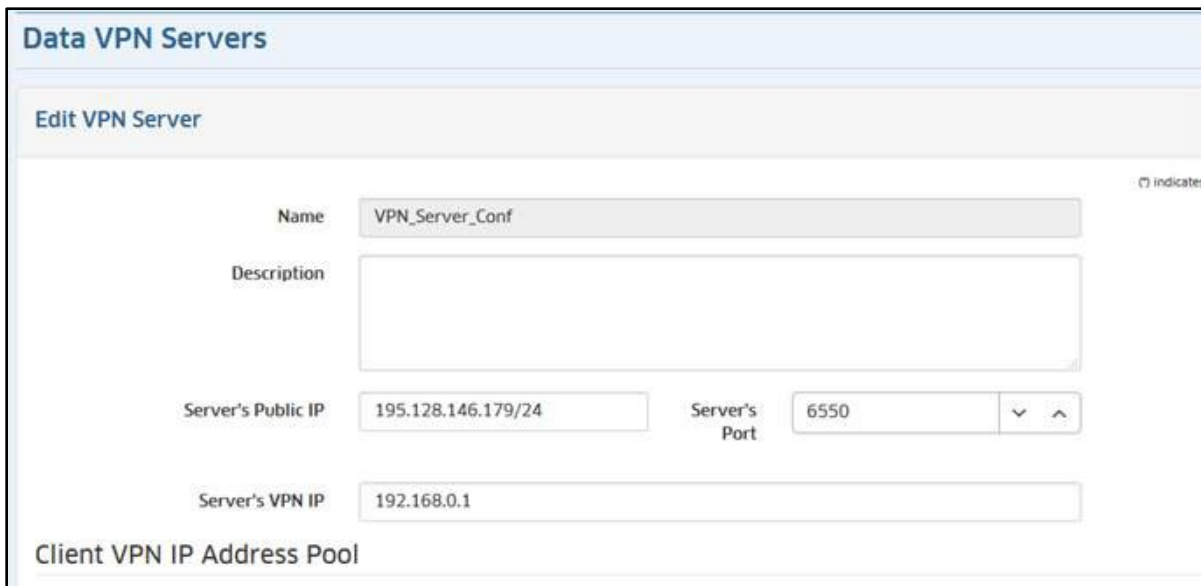 Data VPN Servers
Edit VPN Server
(*) indicates
Name VPN_Server_Conf
Description
Server's Public IP 195.128.146.179/24 Server's Port 6550
Server's VPN IP 192.168.0.1
Client VPN IP Address Pool